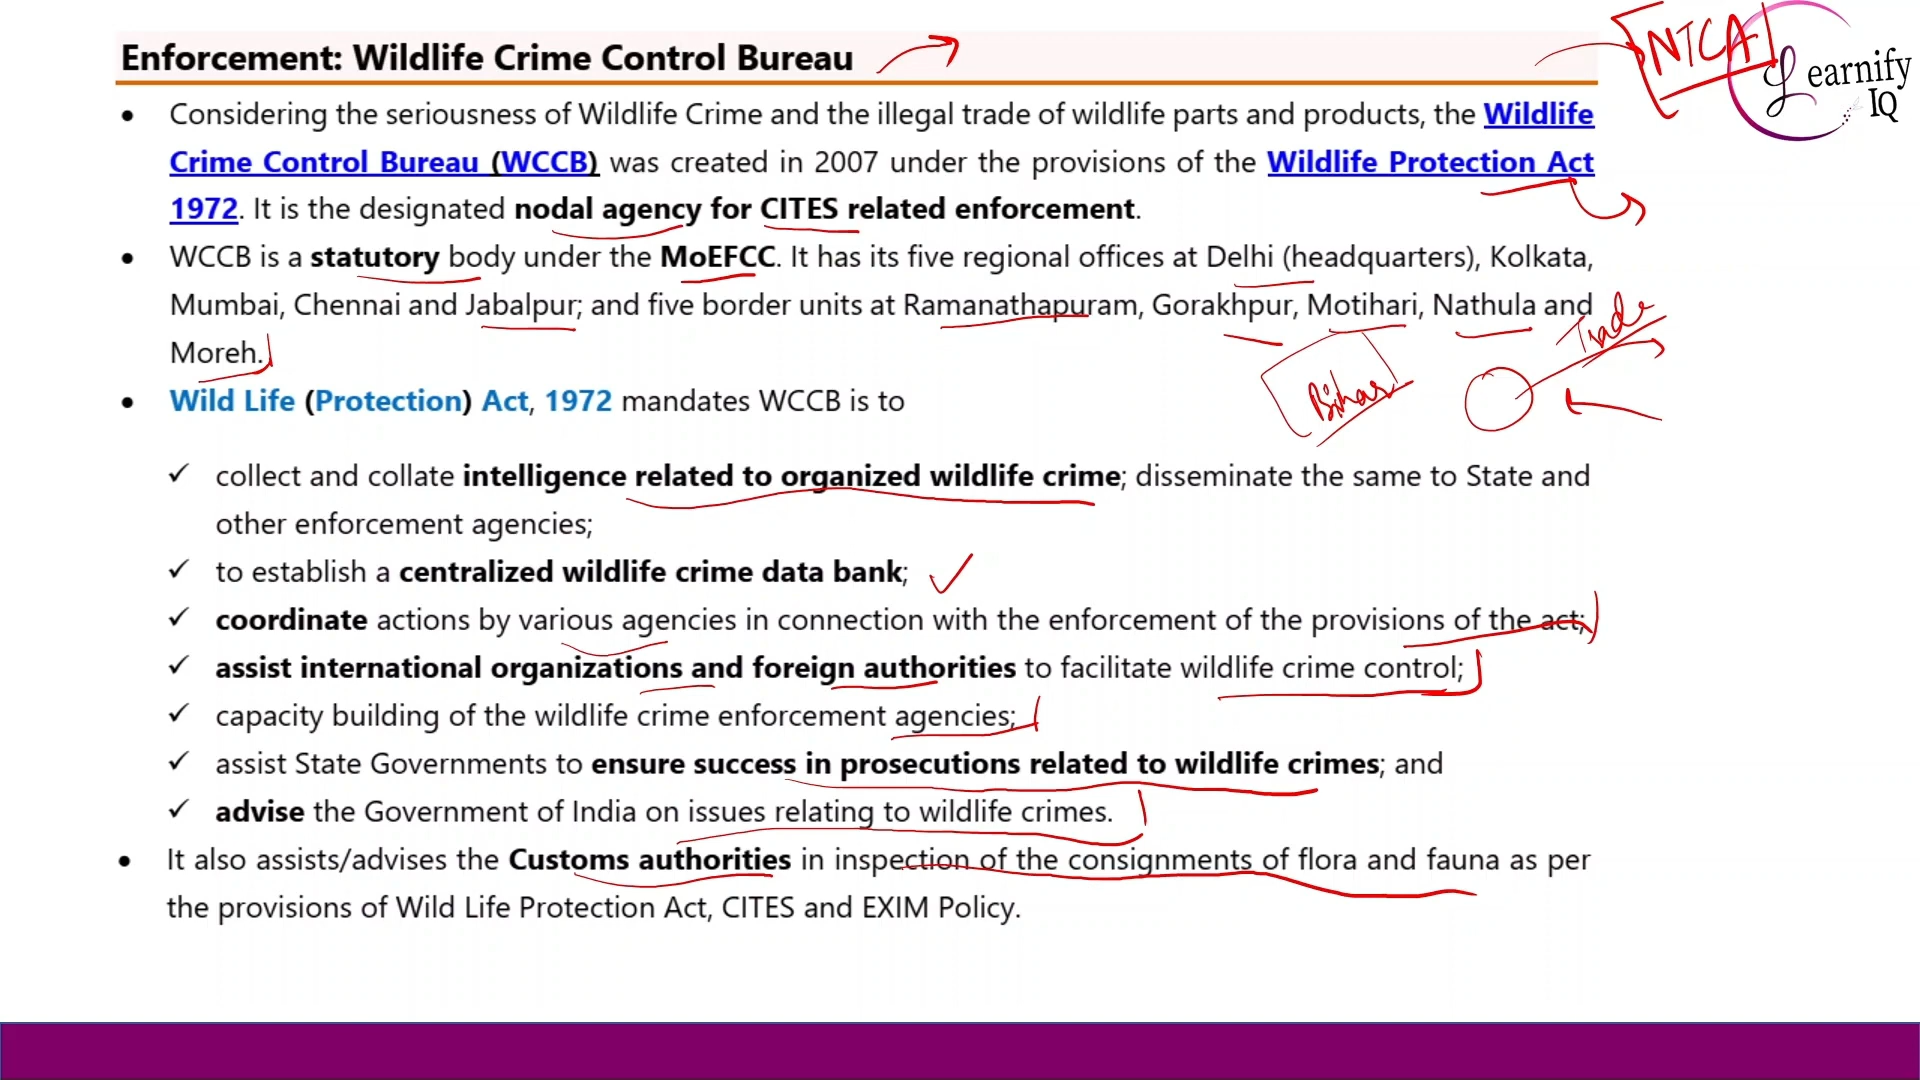 Enforcement: Wildlife Crime Control Bureau
NTCA
Learnify
IQ
• Considering the seriousness of Wildlife Crime and the illegal trade of wildlife parts and products, the Wildlife
Crime Control Bureau (WCCB) was created in 2007 under the provisions of the Wildlife Protection Act
1972. It is the designated nodal agency for CITES related enforcement.
• WCCB is a statutory body under the MoEFCC. It has its five regional offices at Delhi (headquarters), Kolkata,
Mumbai, Chennai and Jabalpur; and five border units at Ramanathapuram, Gorakhpur, Motihari, Nathula and
Moreh.
Trade
Bihar
• Wild Life (Protection) Act, 1972 mandates WCCB is to
✓ collect and collate intelligence related to organized wildlife crime; disseminate the same to State and
other enforcement agencies;
✓ to establish a centralized wildlife crime data bank;
✓ coordinate actions by various agencies in connection with the enforcement of the provisions of the act;
✓ assist international organizations and foreign authorities to facilitate wildlife crime control;
✓ capacity building of the wildlife crime enforcement agencies;
✓ assist State Governments to ensure success in prosecutions related to wildlife crimes; and
✓ advise the Government of India on issues relating to wildlife crimes.
• It also assists/advises the Customs authorities in inspection of the consignments of flora and fauna as per
the provisions of Wild Life Protection Act, CITES and EXIM Policy.